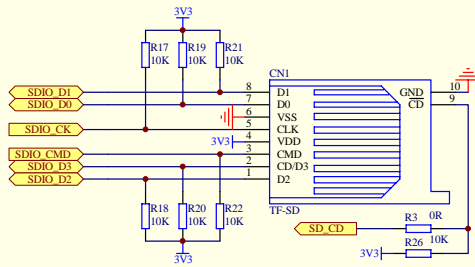 3V3
R17
10K
R19
10K
R21
10K
CN1
SDIO_D1
8
D1
GND
10
SDIO_D0
7
D0
CD
9
6
VSS
SDIO_CK
5
CLK
3V3
4
VDD
SDIO_CMD
3
CMD
SDIO_D3
2
CD/D3
SDIO_D2
1
D2
R18
10K
R20
10K
R22
10K
TF-SD
3V3
SD_CD
R3
0R
3V3
R26
10K